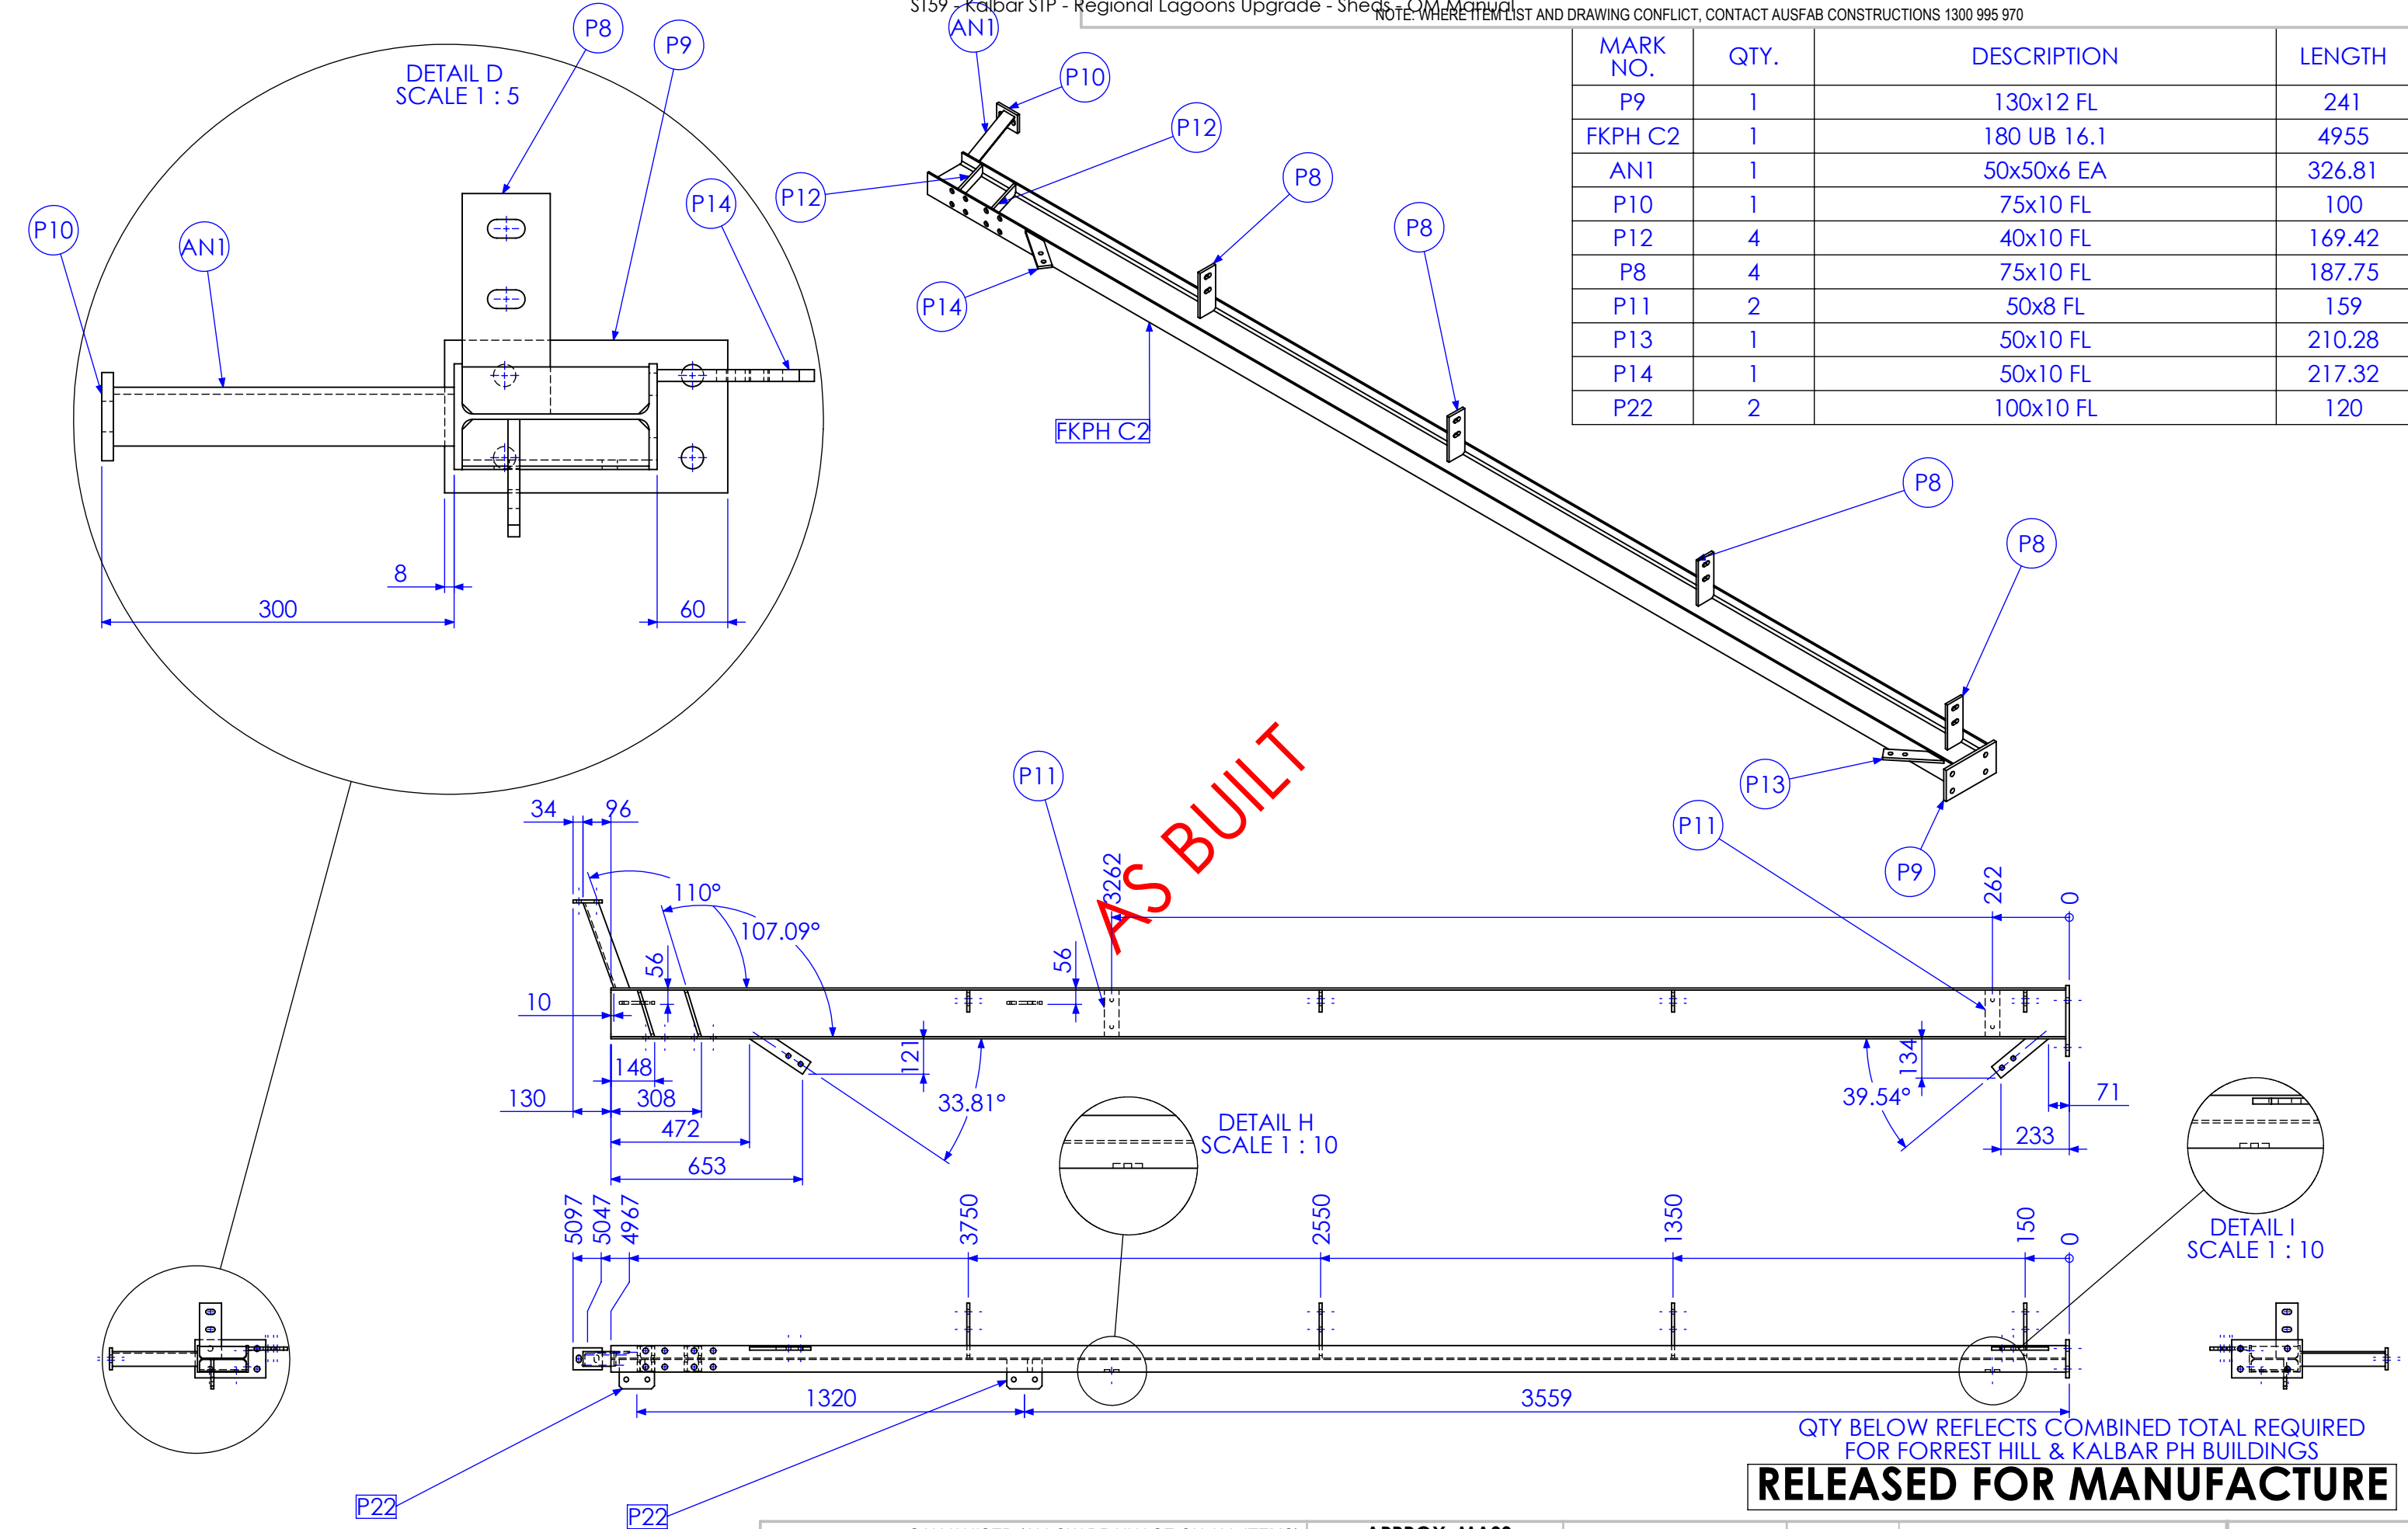 ST59 - Kalbar STP - Regional Lagoons Upgrade - Sheds - OM Manual
NOTE: WHERE ITEM LIST AND DRAWING CONFLICT, CONTACT AUSFAB CONSTRUCTIONS 1300 995 970
MARK NO. QTY. DESCRIPTION LENGTH
P9 1 130x12 FL 241
FKPH C2 1 180 UB 16.1 4955
AN1 1 50x50x6 EA 326.81
P10 1 75x10 FL 100
P12 4 40x10 FL 169.42
P8 4 75x10 FL 187.75
P11 2 50x8 FL 159
P13 1 50x10 FL 210.28
P14 1 50x10 FL 217.32
P22 2 100x10 FL 120
DETAIL D
SCALE 1 : 5
P8
P9
P14
P10
AN1
8
300
60
AN1
P10
P12
P12
P8
P8
P14
FKPH C2
P8
P8
P13
P9
P11
P11
AS BUILT
34
96
110°
107.09°
56
56
3262
262
0
10
148
130
308
472
653
121
33.81°
134
39.54°
71
233
DETAIL H
SCALE 1 : 10
DETAIL I
SCALE 1 : 10
5097
5047
4967
3750
2550
1350
150
0
1320
3559
P22
P22
QTY BELOW REFLECTS COMBINED TOTAL REQUIRED
FOR FORREST HILL & KALBAR PH BUILDINGS
RELEASED FOR MANUFACTURE